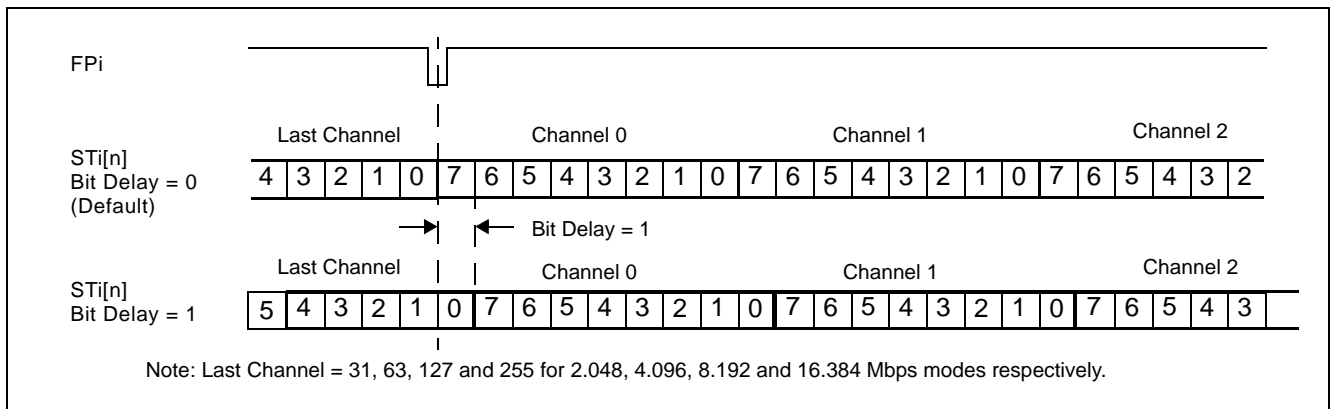 FPi
Last Channel Channel 0 Channel 1 Channel 2
STi[n]
Bit Delay = 0
(Default)
4 3 2 1 0 7 6 5 4 3 2 1 0 7 6 5 4 3 2 1 0 7 6 5 4 3 2
Bit Delay = 1
Last Channel Channel 0 Channel 1 Channel 2
STi[n]
Bit Delay = 1
5 4 3 2 1 0 7 6 5 4 3 2 1 0 7 6 5 4 3 2 1 0 7 6 5 4 3
Note: Last Channel = 31, 63, 127 and 255 for 2.048, 4.096, 8.192 and 16.384 Mbps modes respectively.